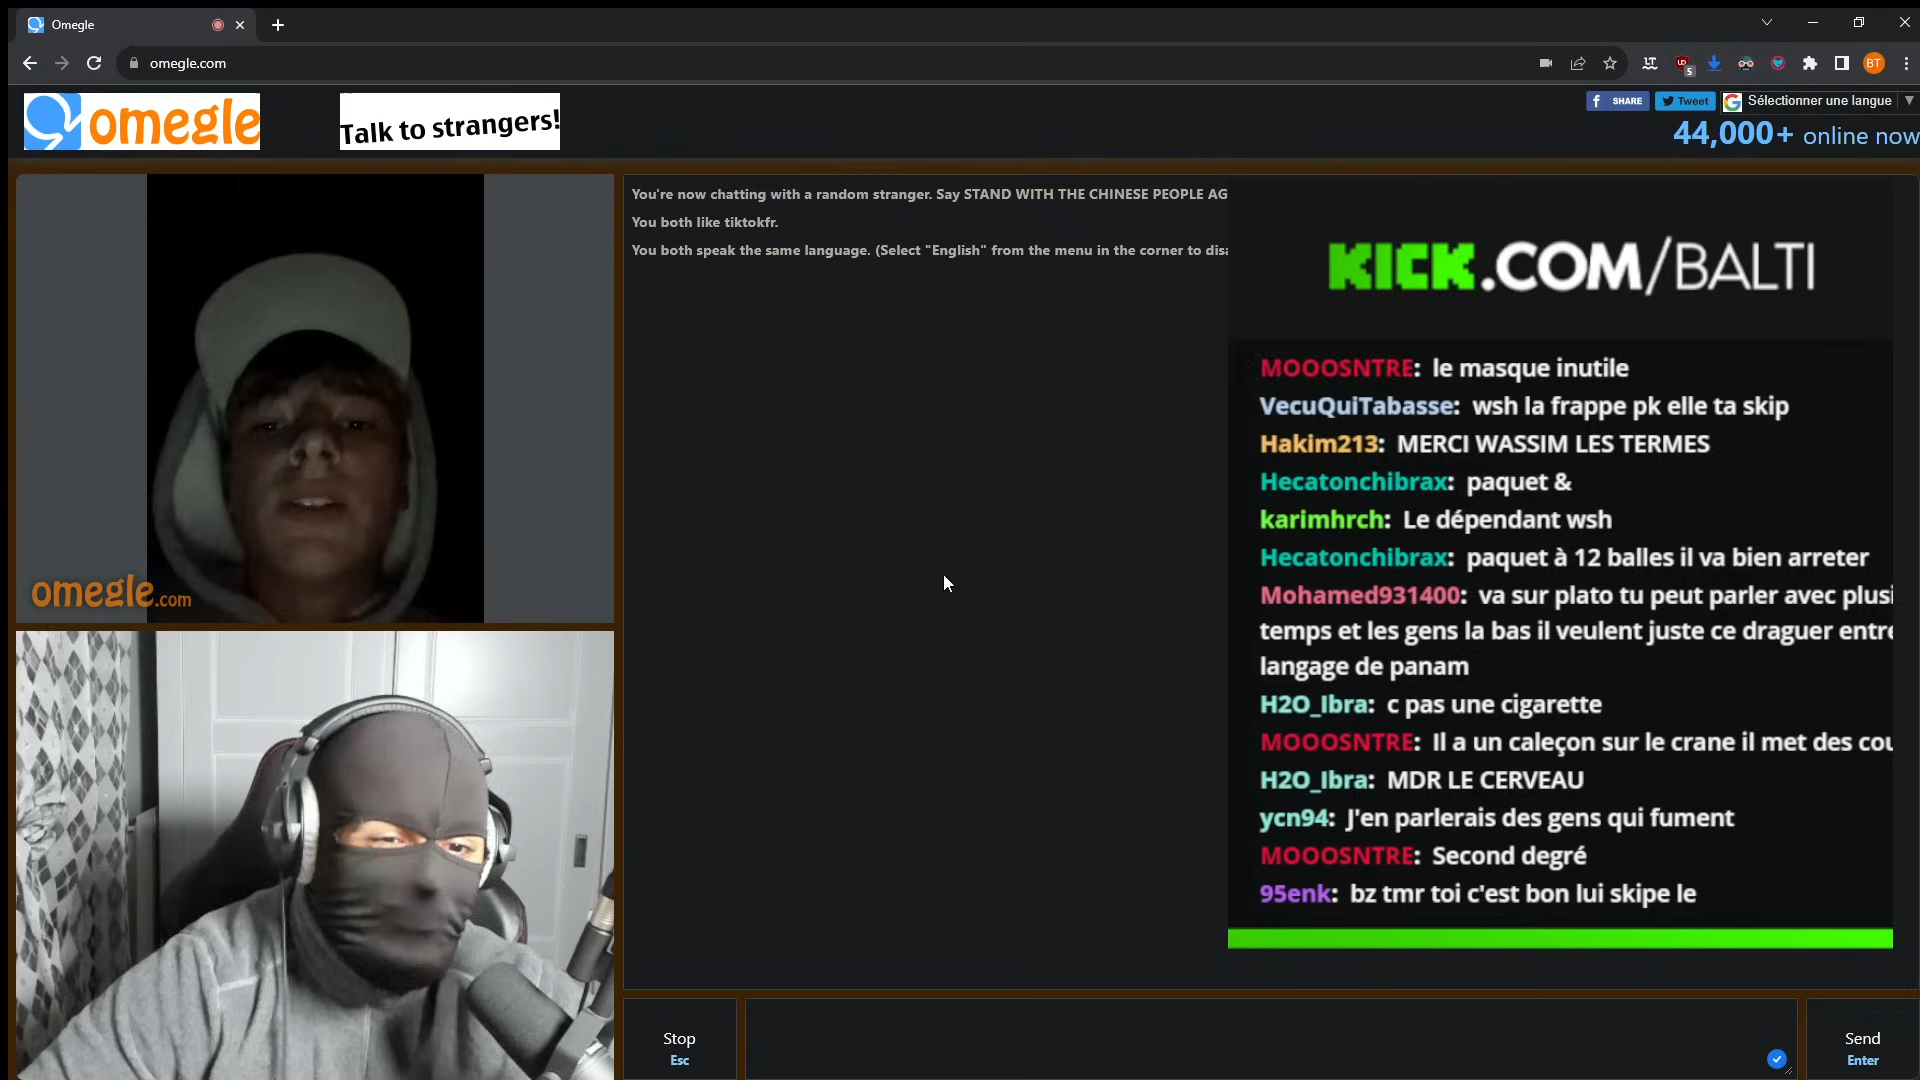 Omegle
omegle.com
5
BT
omegle
Talk to strangers!
SHARE
Tweet
Sélectionner une langue
44,000+ online now
You're now chatting with a random stranger. Say STAND WITH THE CHINESE PEOPLE AG
You both like tiktokfr.
You both speak the same language. (Select "English" from the menu in the corner to disa
omegle.com
KICK.COM/BALTI
MOOOSNTRE: le masque inutile
VecuQuiTabasse: wsh la frappe pk elle ta skip
Hakim213: MERCI WASSIM LES TERMES
Hecatonchibrax: paquet &
karimhrch: Le dépendant wsh
Hecatonchibrax: paquet à 12 balles il va bien arreter
Mohamed931400: va sur plato tu peut parler avec plusi
temps et les gens la bas il veulent juste ce draguer entre
langage de panam
H2O_Ibra: c pas une cigarette
MOOOSNTRE: Il a un caleçon sur le crane il met des cou
H2O_Ibra: MDR LE CERVEAU
ycn94: J'en parlerais des gens qui fument
MOOOSNTRE: Second degré
95enk: bz tmr toi c'est bon lui skipe le
Stop
Esc
Send
Enter